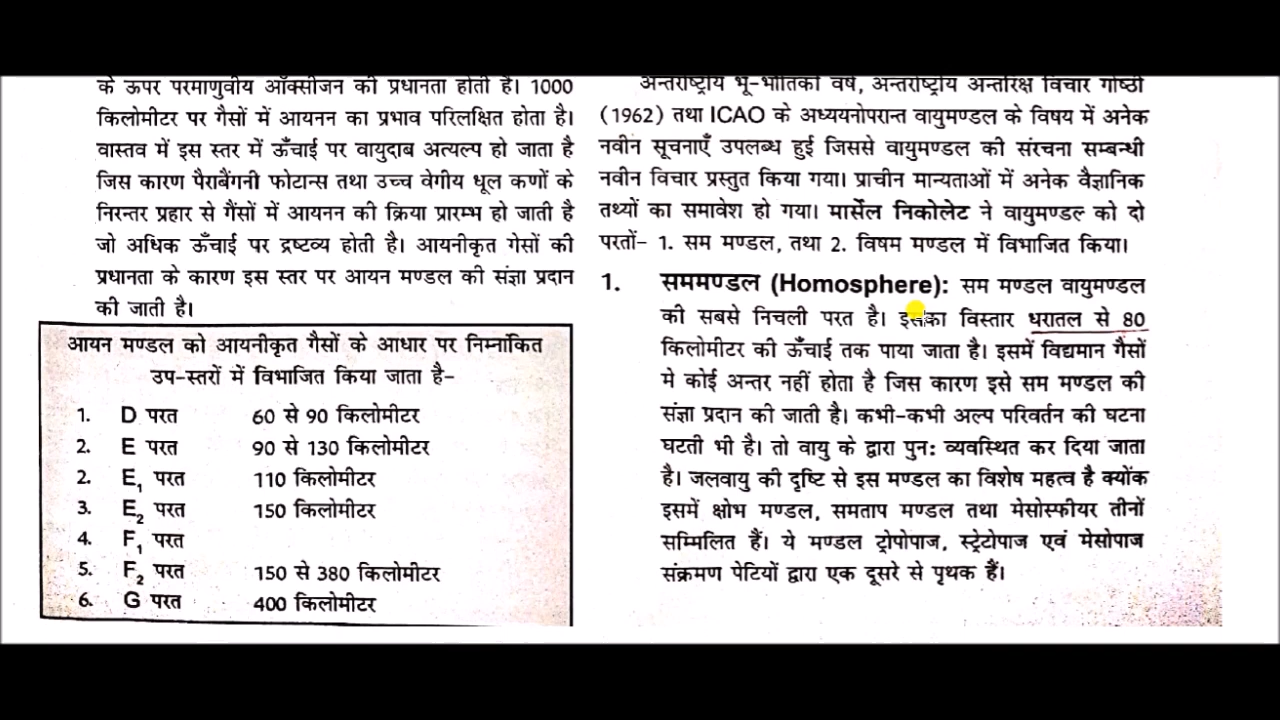 के ऊपर परमाणुवीय ऑक्सीजन की प्रधानता होती है। 1000
किलोमीटर पर गैसों में आयनन का प्रभाव परिलक्षित होता है।
वास्तव में इस स्तर में ऊँचाई पर वायुदाब अत्यल्प हो जाता है
जिस कारण पैराबैंगनी फोटान्स तथा उच्च वेगीय धूल कणों के
निरन्तर प्रहार से गैंसों में आयनन की क्रिया प्रारम्भ हो जाती है
जो अधिक ऊँचाई पर द्रष्टव्य होती है। आयनीकृत गेसों की
प्रधानता के कारण इस स्तर पर आयन मण्डल की संज्ञा प्रदान
की जाती है।
आयन मण्डल को आयनीकृत गैसों के आधार पर निम्नांकित
उप-स्तरों में विभाजित किया जाता है-
1. D परत 60 से 90 किलोमीटर
2. E परत 90 से 130 किलोमीटर
2. E₁ परत 110 किलोमीटर
3. E₂ परत 150 किलोमीटर
4. F₁ परत
5. F₂ परत 150 से 380 किलोमीटर
6. G परत 400 किलोमीटर
अन्तर्राष्ट्रीय भू-भौतिकी वर्ष, अन्तर्राष्ट्रीय अन्तरिक्ष विचार गोष्ठी
(1962) तथा ICAO के अध्ययनोपरान्त वायुमण्डल के विषय में अनेक
नवीन सूचनाएँ उपलब्ध हुई जिससे वायुमण्डल की संरचना सम्बन्धी
नवीन विचार प्रस्तुत किया गया। प्राचीन मान्यताओं में अनेक वैज्ञानिक
तथ्यों का समावेश हो गया। मार्सेल निकोलेट ने वायुमण्डल को दो
परतों- 1. सम मण्डल, तथा 2. विषम मण्डल में विभाजित किया।
1. सममण्डल (Homosphere): सम मण्डल वायुमण्डल
की सबसे निचली परत है। इसका विस्तार धरातल से 80
किलोमीटर की ऊँचाई तक पाया जाता है। इसमें विद्यमान गैसों
मे कोई अन्तर नहीं होता है जिस कारण इसे सम मण्डल की
संज्ञा प्रदान की जाती है। कभी-कभी अल्प परिवर्तन की घटना
घटती भी है। तो वायु के द्वारा पुनः व्यवस्थित कर दिया जाता
है। जलवायु की दृष्टि से इस मण्डल का विशेष महत्व है क्योंक
इसमें क्षोभ मण्डल, समताप मण्डल तथा मेसोस्फीयर तीनों
सम्मिलित हैं। ये मण्डल ट्रोपोपाज, स्ट्रेटोपाज एवं मेसोपाज
संक्रमण पेटियों द्वारा एक दूसरे से पृथक हैं।